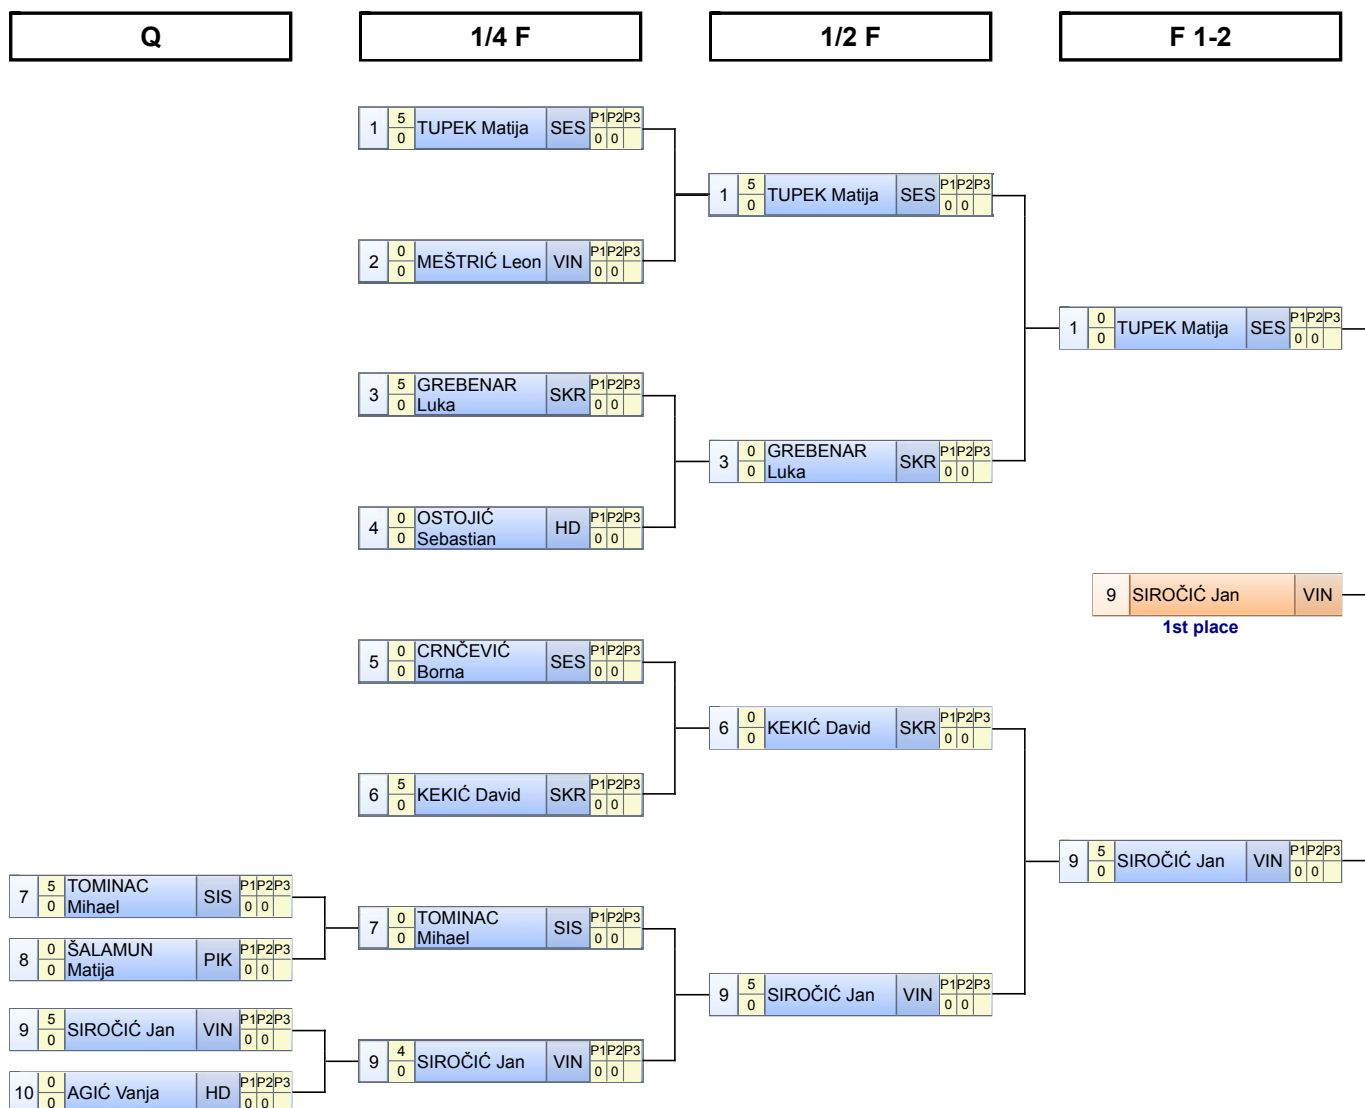 Q 1/4 F 1/2 F F 1-2
1 5 0 TUPEK Matija SES P1 P2 P3 0 0
1 5 0 TUPEK Matija SES P1 P2 P3 0 0
2 0 0 MEŠTRIĆ Leon VIN P1 P2 P3 0 0
1 0 0 TUPEK Matija SES P1 P2 P3 0 0
3 5 0 GREBENAR Luka SKR P1 P2 P3 0 0
3 0 0 GREBENAR Luka SKR P1 P2 P3 0 0
4 0 0 OSTOJIĆ Sebastian HD P1 P2 P3 0 0
9 SIROČIĆ Jan VIN
1st place
5 0 0 CRNČEVIĆ Borna SES P1 P2 P3 0 0
6 0 0 KEKIĆ David SKR P1 P2 P3 0 0
6 5 0 KEKIĆ David SKR P1 P2 P3 0 0
9 5 0 SIROČIĆ Jan VIN P1 P2 P3 0 0
7 5 0 TOMINAC Mihael SIS P1 P2 P3 0 0
7 0 0 TOMINAC Mihael SIS P1 P2 P3 0 0
8 0 0 ŠALAMUN Matija PIK P1 P2 P3 0 0
9 5 0 SIROČIĆ Jan VIN P1 P2 P3 0 0
9 5 0 SIROČIĆ Jan VIN P1 P2 P3 0 0
9 4 0 SIROČIĆ Jan VIN P1 P2 P3 0 0
10 0 0 AGIĆ Vanja HD P1 P2 P3 0 0